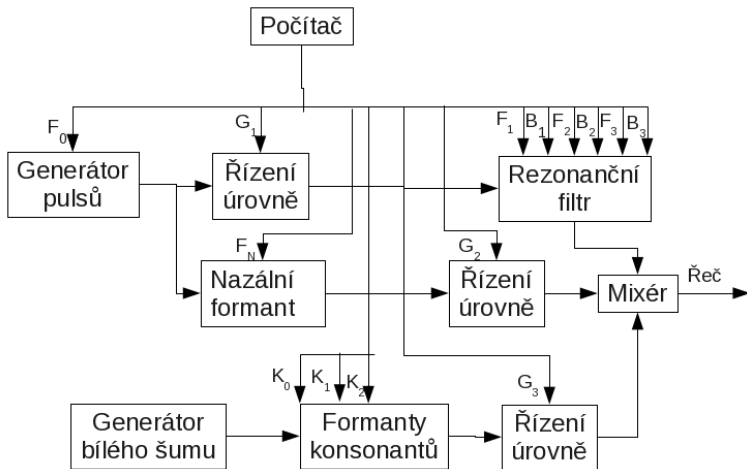 Počítač
F0
G1
F1
B1
F2
B2
F3
B3
Generátor
pulsů
Řízení
úrovně
Rezonanční
filtr
FN
G2
Nazální
formant
Řízení
úrovně
Mixér
Řeč
K0
K1
K2
G3
Generátor
bílého šumu
Formanty
konsonantů
Řízení
úrovně